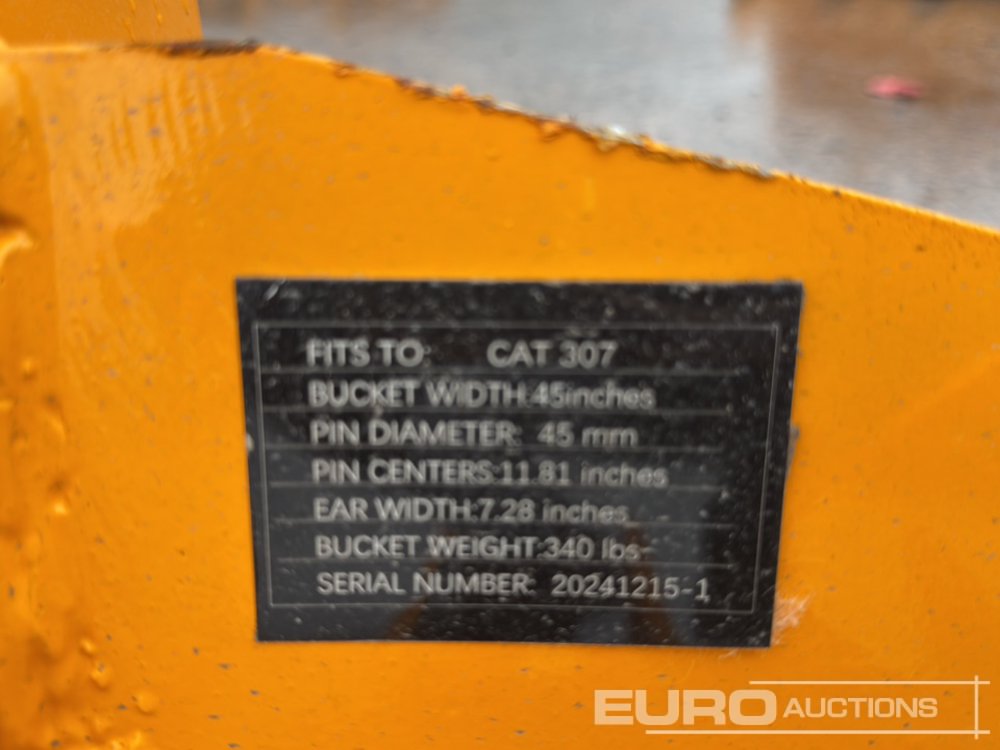 FITS TO: CAT 307
BUCKET WIDTH:45inches
PIN DIAMETER: 45 mm
PIN CENTERS:11.81 inches
EAR WIDTH:7.28 inches
BUCKET WEIGHT:340 lbs
SERIAL NUMBER: 20241215-1
EURO AUCTIONS